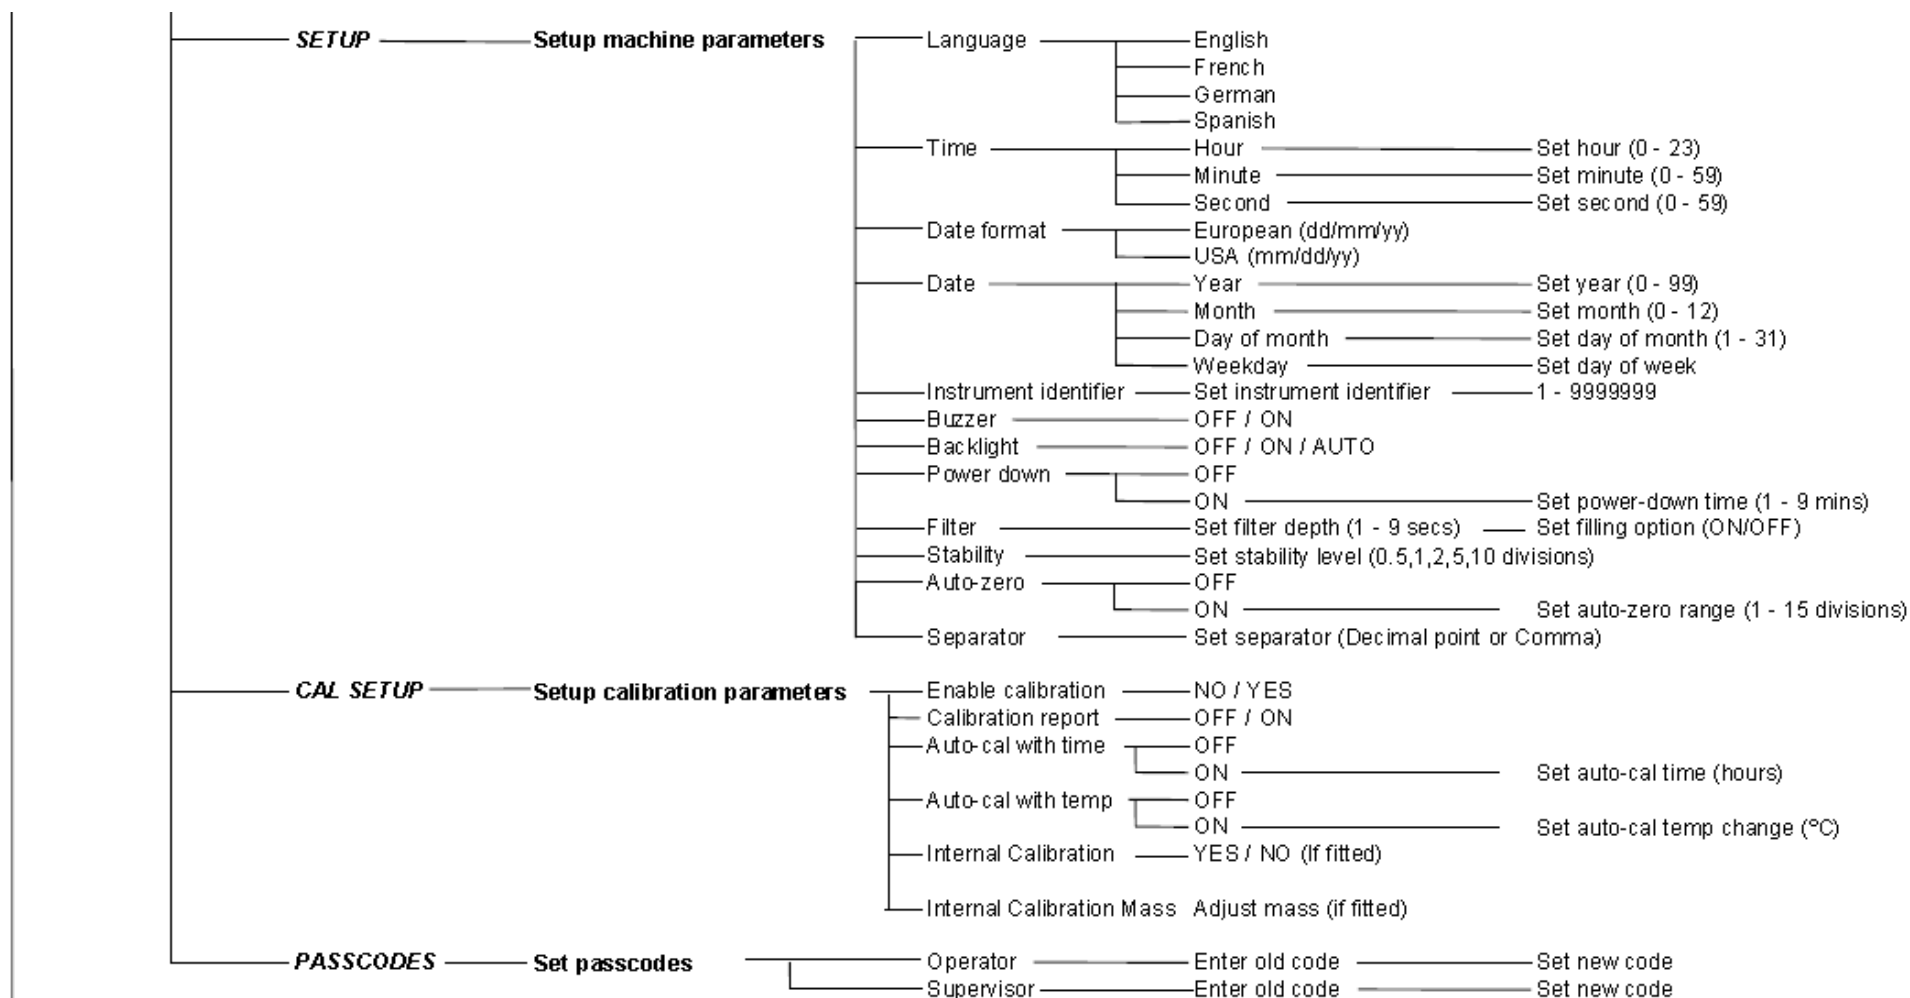 SETUP Setup machine parameters Language English
French
German
Spanish
Time Hour Set hour (0 - 23)
Minute Set minute (0 - 59)
Second Set second (0 - 59)
Date format European (dd/mm/yy)
USA (mm/dd/yy)
Date Year Set year (0 - 99)
Month Set month (0 - 12)
Day of month Set day of month (1 - 31)
Weekday Set day of week
Instrument identifier Set instrument identifier 1 - 9999999
Buzzer OFF / ON
Backlight OFF / ON / AUTO
Power down OFF
ON Set power-down time (1 - 9 mins)
Filter Set filter depth (1 - 9 secs) Set filling option (ON/OFF)
Stability Set stability level (0.5,1,2,5,10 divisions)
Auto-zero OFF
ON Set auto-zero range (1 - 15 divisions)
Separator Set separator (Decimal point or Comma)
CAL SETUP Setup calibration parameters Enable calibration NO / YES
Calibration report OFF / ON
Auto-cal with time OFF
ON Set auto-cal time (hours)
Auto-cal with temp OFF
ON Set auto-cal temp change (°C)
Internal Calibration YES / NO (If fitted)
Internal Calibration Mass Adjust mass (if fitted)
PASSCODES Set passcodes Operator Enter old code Set new code
Supervisor Enter old code Set new code